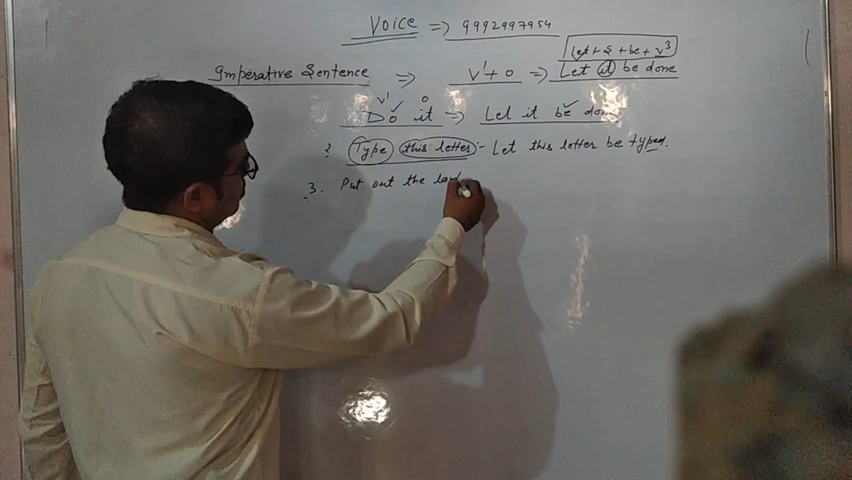 Voice => 9992997954
Let + S + be + v³
Imperative Sentence => V' + O => Let it be done
V' O
Do it => Let it be done
2 Type this letter :- Let this letter be typed.
3. Put out the